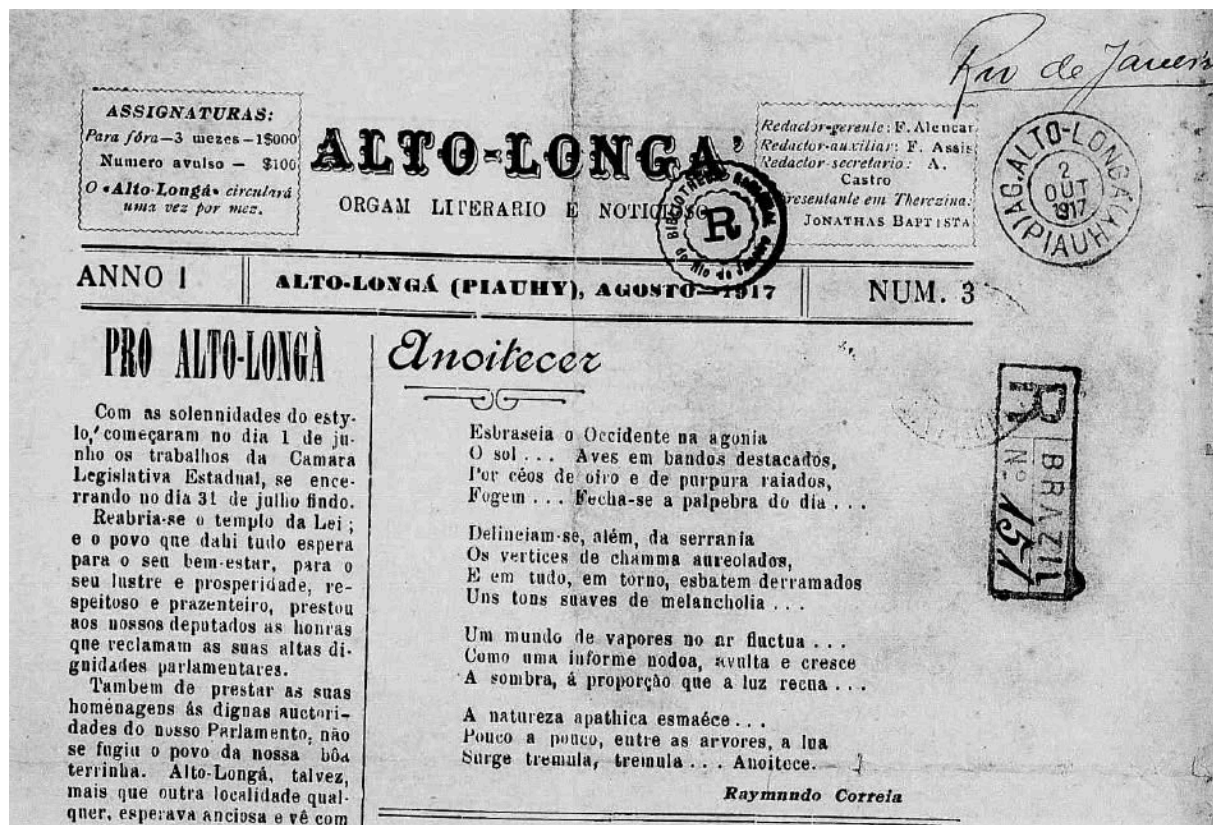 Rio de Janeiro
ASSIGNATURAS:
Para fóra—3 mezes—1$000
Numero avulso — $100
O «Alto-Longá» circulará
uma vez por mez.
ALTO-LONGA'
ORGAM LITERARIO E NOTICIOSO
Redactor-gerente: F. Alencar
Redactor-auxiliar: F. Assis
Redactor-secretario: A.
Castro
Representante em Therezina:
JONATHAS BAPTISTA
BIBLIOTHECA NACIONAL
R
do Rio de Janeiro
AG. ALTO-LONGÁ
2
OUT
1917
(PIAUHY)
ANNO I
ALTO-LONGÁ (PIAUHY), AGOSTO—1917
NUM. 3
PRO ALTO-LONGÀ
Com as solennidades do esty-
lo, começaram no dia 1 de ju-
nho os trabalhos da Camara
Legislativa Estadual, se ence-
rrando no dia 31 de julho findo.
Reabria-se o templo da Lei;
e o povo que dahi tudo espera
para o seu bem-estar, para o
seu lustre e prosperidade, re-
speitoso e prazenteiro, prestou
aos nossos deputados as honras
que reclamam as suas altas di-
gnidades parlamentares.
Tambem de prestar as suas
homenagens ás dignas auctori-
dades do nosso Parlamento, não
se fugiu o povo da nossa bôa
terrinha. Alto-Longá, talvez,
mais que outra localidade qual-
quer, esperava anciosa e vê com
Anoitecer
Esbraseia o Occidente na agonia
O sol . . . Aves em bandos destacados,
Por céos de oiro e de purpura raiados,
Fogem . . . Fecha-se a palpebra do dia . . .
Delineiam-se, além, da serrania
Os vertices de chamma aureolados,
E em tudo, em torno, esbatem derramados
Uns tons suaves de melancholia . . .
Um mundo de vapores no ar fluctua . . .
Como uma informe nodoa, avulta e cresce
A sombra, á proporção que a luz recua . . .
A natureza apathica esmaéce . . .
Pouco a pouco, entre as arvores, a lua
Surge tremula, tremula . . . Anoitece.
Raymundo Correia
R
BRAZIL
Nº 151